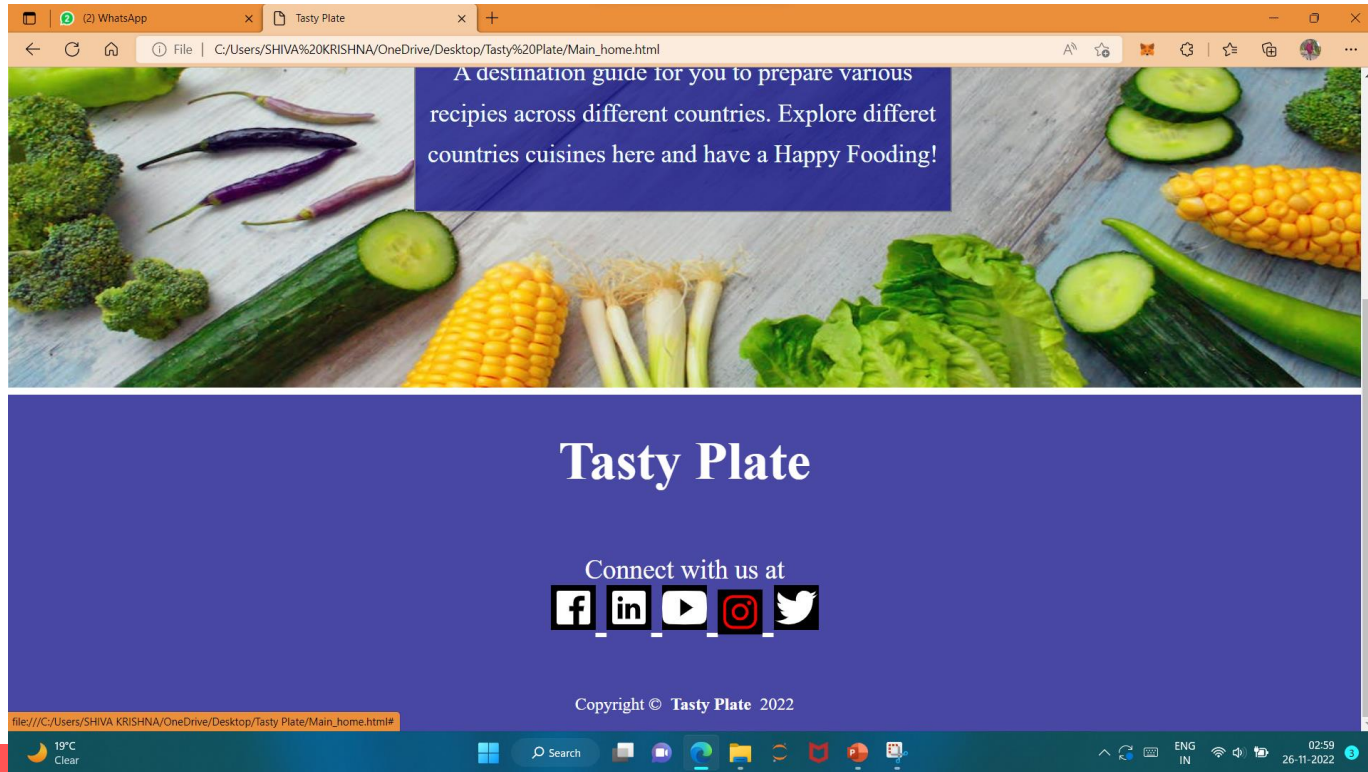 2 (2) WhatsApp
Tasty Plate
File | C:/Users/SHIVA%20KRISHNA/OneDrive/Desktop/Tasty%20Plate/Main_home.html
A destination guide for you to prepare various
recipies across different countries. Explore differet
countries cuisines here and have a Happy Fooding!
Tasty Plate
Connect with us at
f in
Copyright © Tasty Plate 2022
file:///C:/Users/SHIVA KRISHNA/OneDrive/Desktop/Tasty Plate/Main_home.html#
19°C
Clear
Search
ENG
IN
02:59
26-11-2022
3